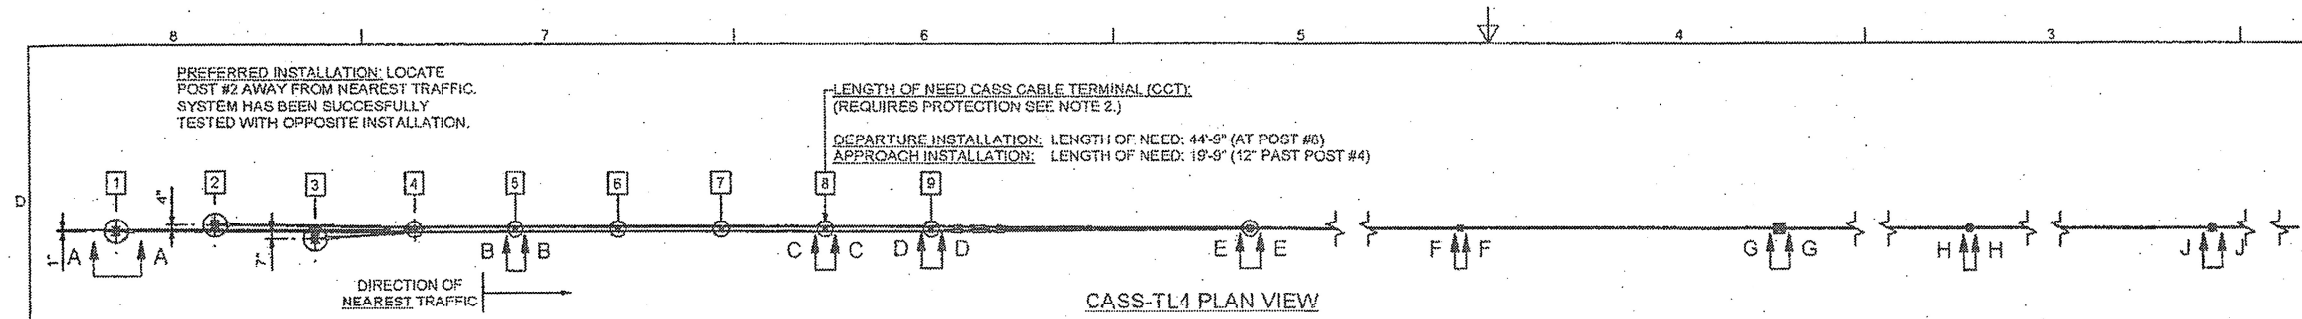 8 7 6 5 4 3
PREFERRED INSTALLATION: LOCATE
POST #2 AWAY FROM NEAREST TRAFFIC.
SYSTEM HAS BEEN SUCCESFULLY
TESTED WITH OPPOSITE INSTALLATION.
LENGTH OF NEED CASS CABLE TERMINAL (CCT):
(REQUIRES PROTECTION SEE NOTE 2.)
DEPARTURE INSTALLATION: LENGTH OF NEED: 44'-9" (AT POST #8)
APPROACH INSTALLATION: LENGTH OF NEED: 19'-9" (12" PAST POST #4)
D
1 2 3 4 5 6 7 8 9
4"
1"
7"
A A B B C C D D E E F F G G H H J J
DIRECTION OF
NEAREST TRAFFIC
CASS-TL4 PLAN VIEW